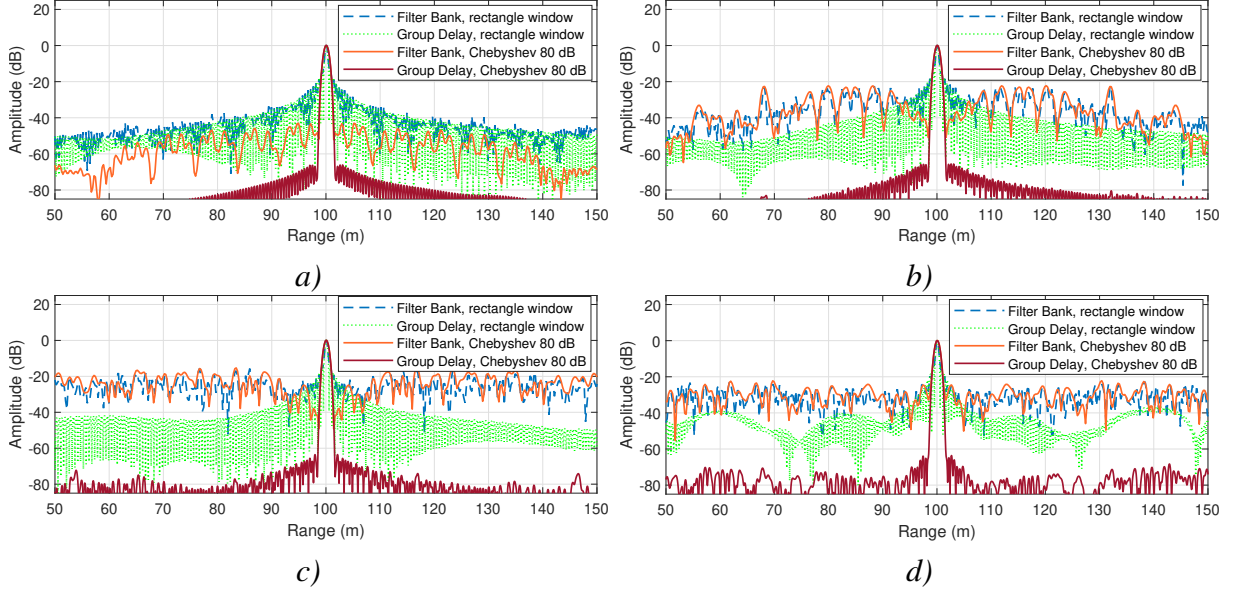 20
0
-20
-40
-60
-80
Amplitude (dB)
Filter Bank, rectangle window
Group Delay, rectangle window
Filter Bank, Chebyshev 80 dB
Group Delay, Chebyshev 80 dB
50 60 70 80 90 100 110 120 130 140 150
Range (m)
a)
20
0
-20
-40
-60
-80
Amplitude (dB)
Filter Bank, rectangle window
Group Delay, rectangle window
Filter Bank, Chebyshev 80 dB
Group Delay, Chebyshev 80 dB
50 60 70 80 90 100 110 120 130 140 150
Range (m)
b)
20
0
-20
-40
-60
-80
Amplitude (dB)
Filter Bank, rectangle window
Group Delay, rectangle window
Filter Bank, Chebyshev 80 dB
Group Delay, Chebyshev 80 dB
50 60 70 80 90 100 110 120 130 140 150
Range (m)
c)
20
0
-20
-40
-60
-80
Amplitude (dB)
Filter Bank, rectangle window
Group Delay, rectangle window
Filter Bank, Chebyshev 80 dB
Group Delay, Chebyshev 80 dB
50 60 70 80 90 100 110 120 130 140 150
Range (m)
d)